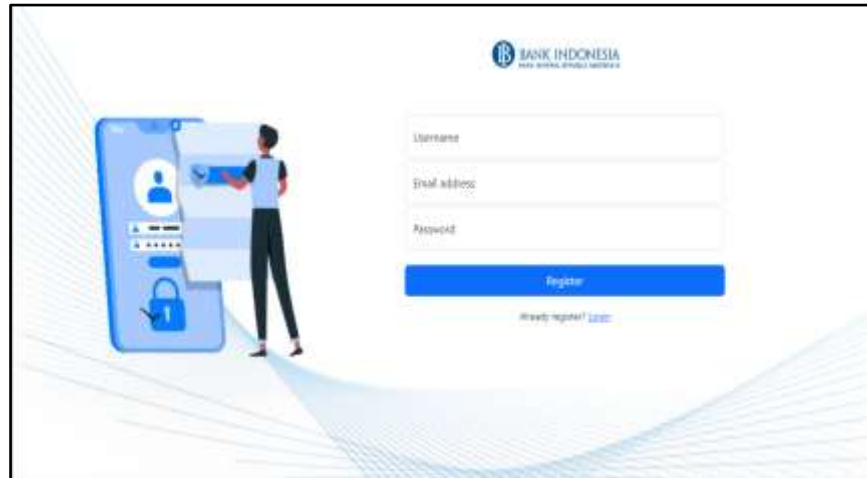 BANK INDONESIA
Username
Email address
Password
Register
Already register? Login